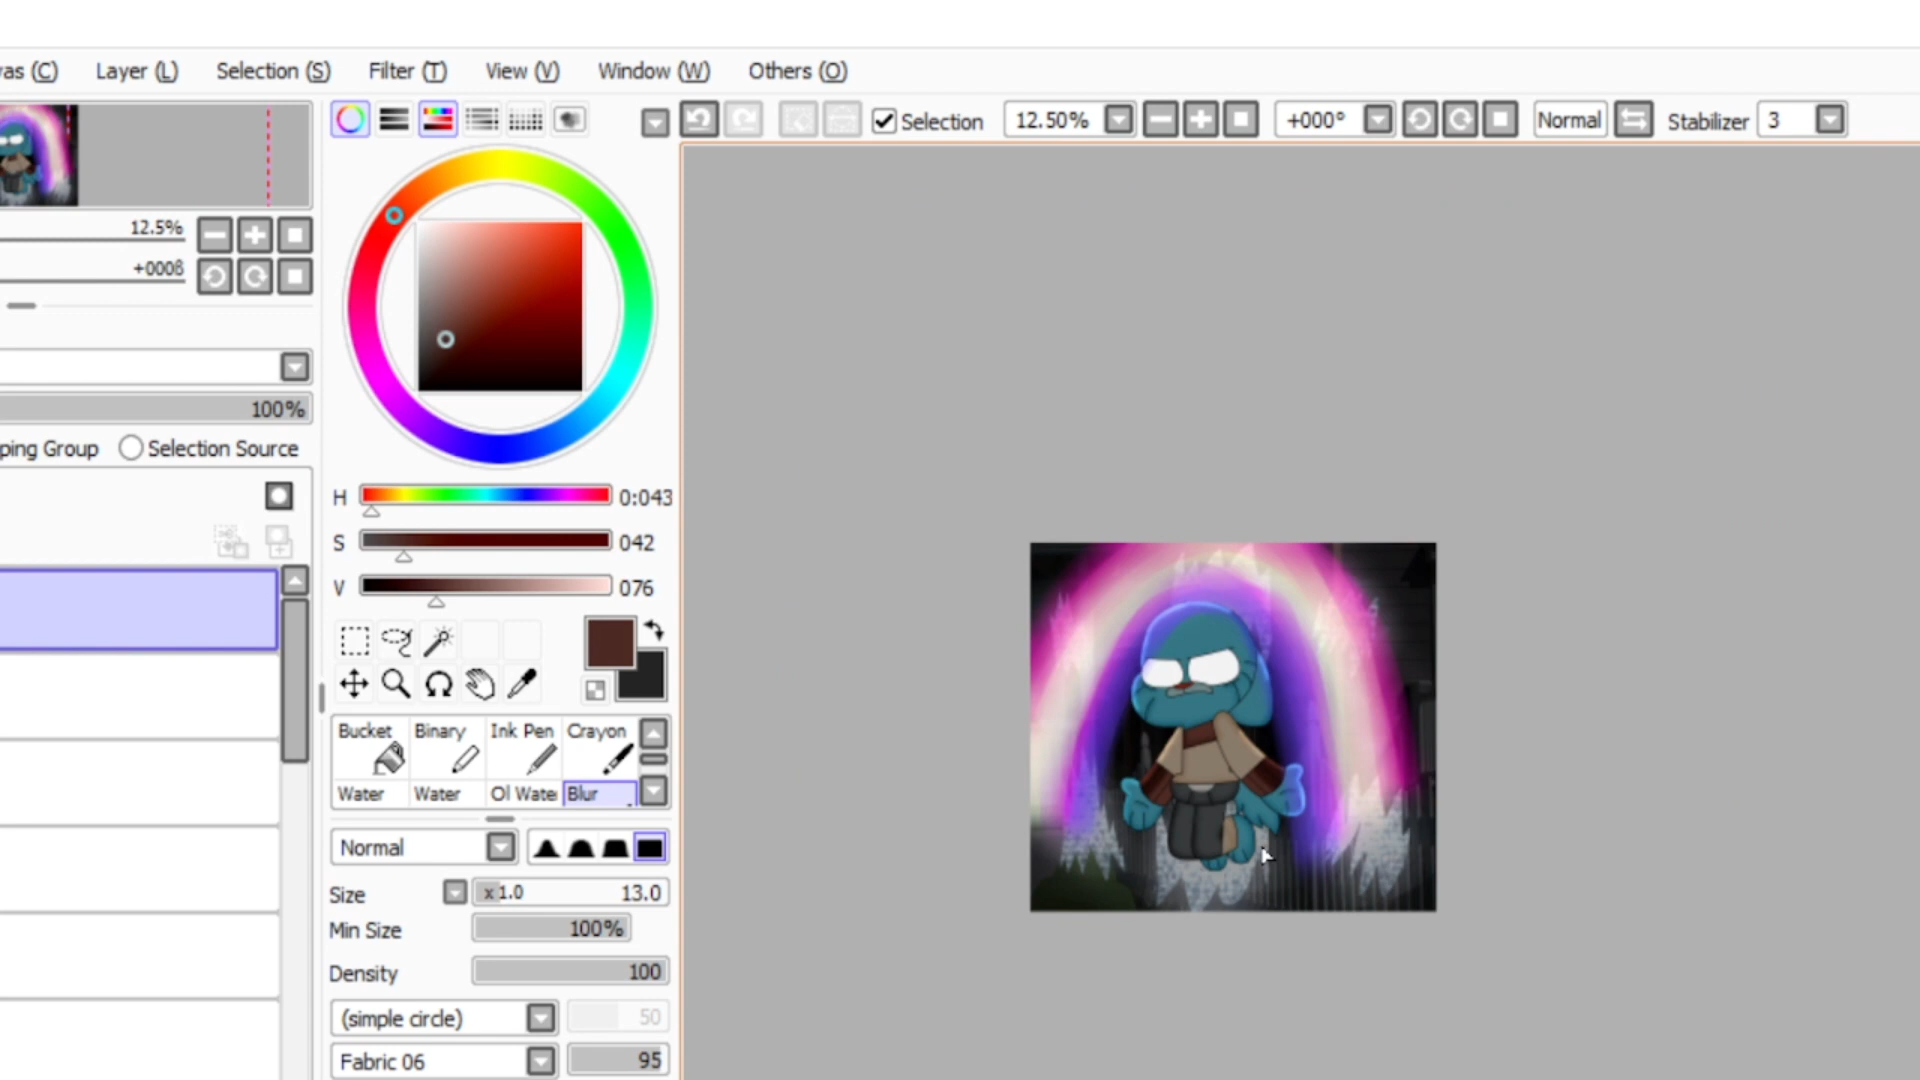 as (C) Layer (L) Selection (S) Filter (T) View (V) Window (W) Others (O)
Selection 12.50% +000° Normal Stabilizer 3
12.5%
+000ß
100%
ping Group Selection Source
H 0:043
S 042
V 076
Bucket Binary Ink Pen Crayon
Water Water Ol Wate Blur
Normal
Size x1.0 13.0
Min Size 100%
Density 100
(simple circle) 50
Fabric 06 95